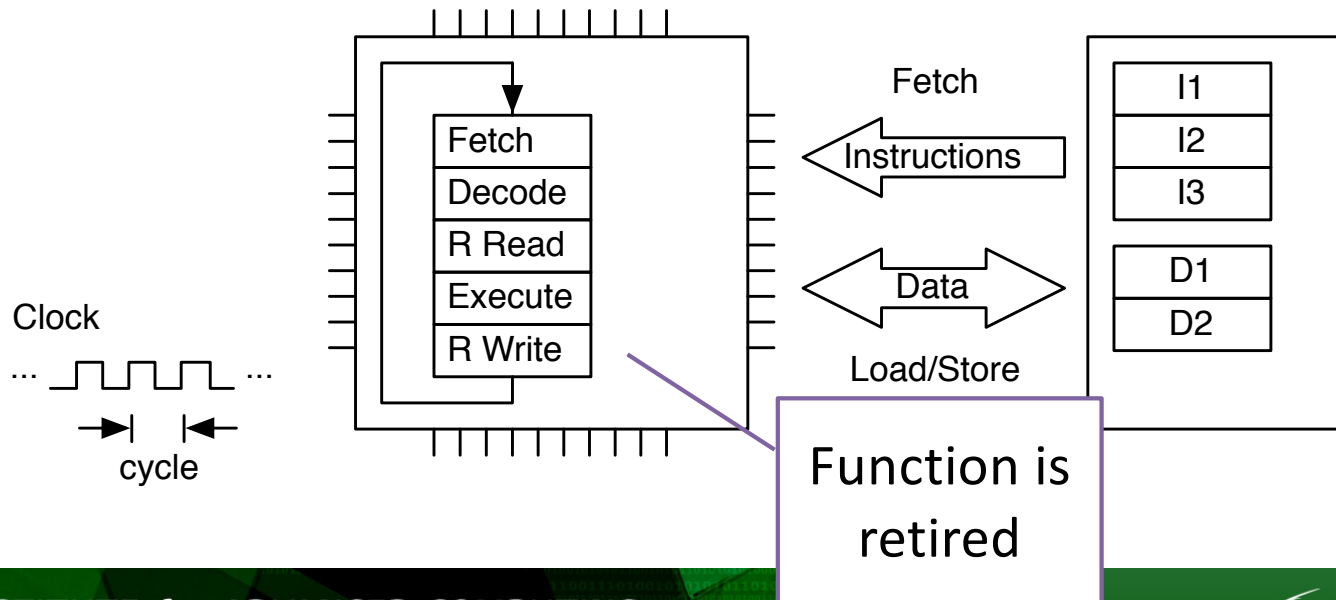 Fetch
Decode
R Read
Execute
R Write
Clock
... ...
cycle
Fetch
Instructions
Data
Load/Store
I1
I2
I3
D1
D2
Function is
retired